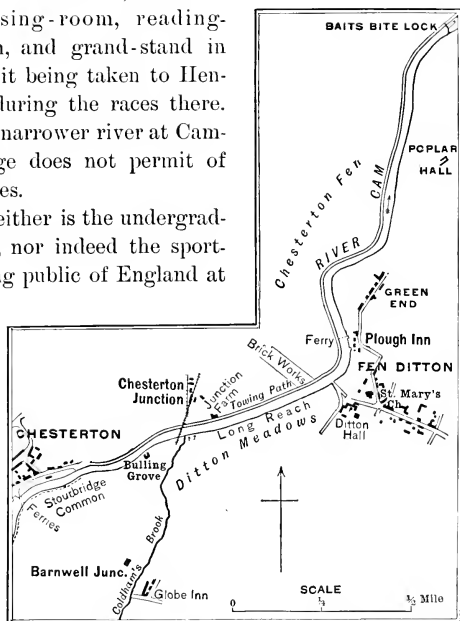 sing-room, reading-
, and grand-stand in
it being taken to Hen-
during the races there.
narrower river at Cam-
ge does not permit of
es.
either is the undergrad-
, nor indeed the sport-
g public of England at
BAITS BITE LOCK
POPLAR
HALL
Chesterton Fen
RIVER CAM
GREEN
END
Ferry
Plough Inn
Brick Works
FEN DITTON
Chesterton
Junction
Junction
Farm
Towing Path
St. Mary's
Ch.
Long Reach
Ditton
Hall
Ditton Meadows
CHESTERTON
Bulling
Grove
Stoutbridge
Common
Ferries
Coldham's Brook
Barnwell Junc.
Globe Inn
SCALE
0 ¼ ½ Mile